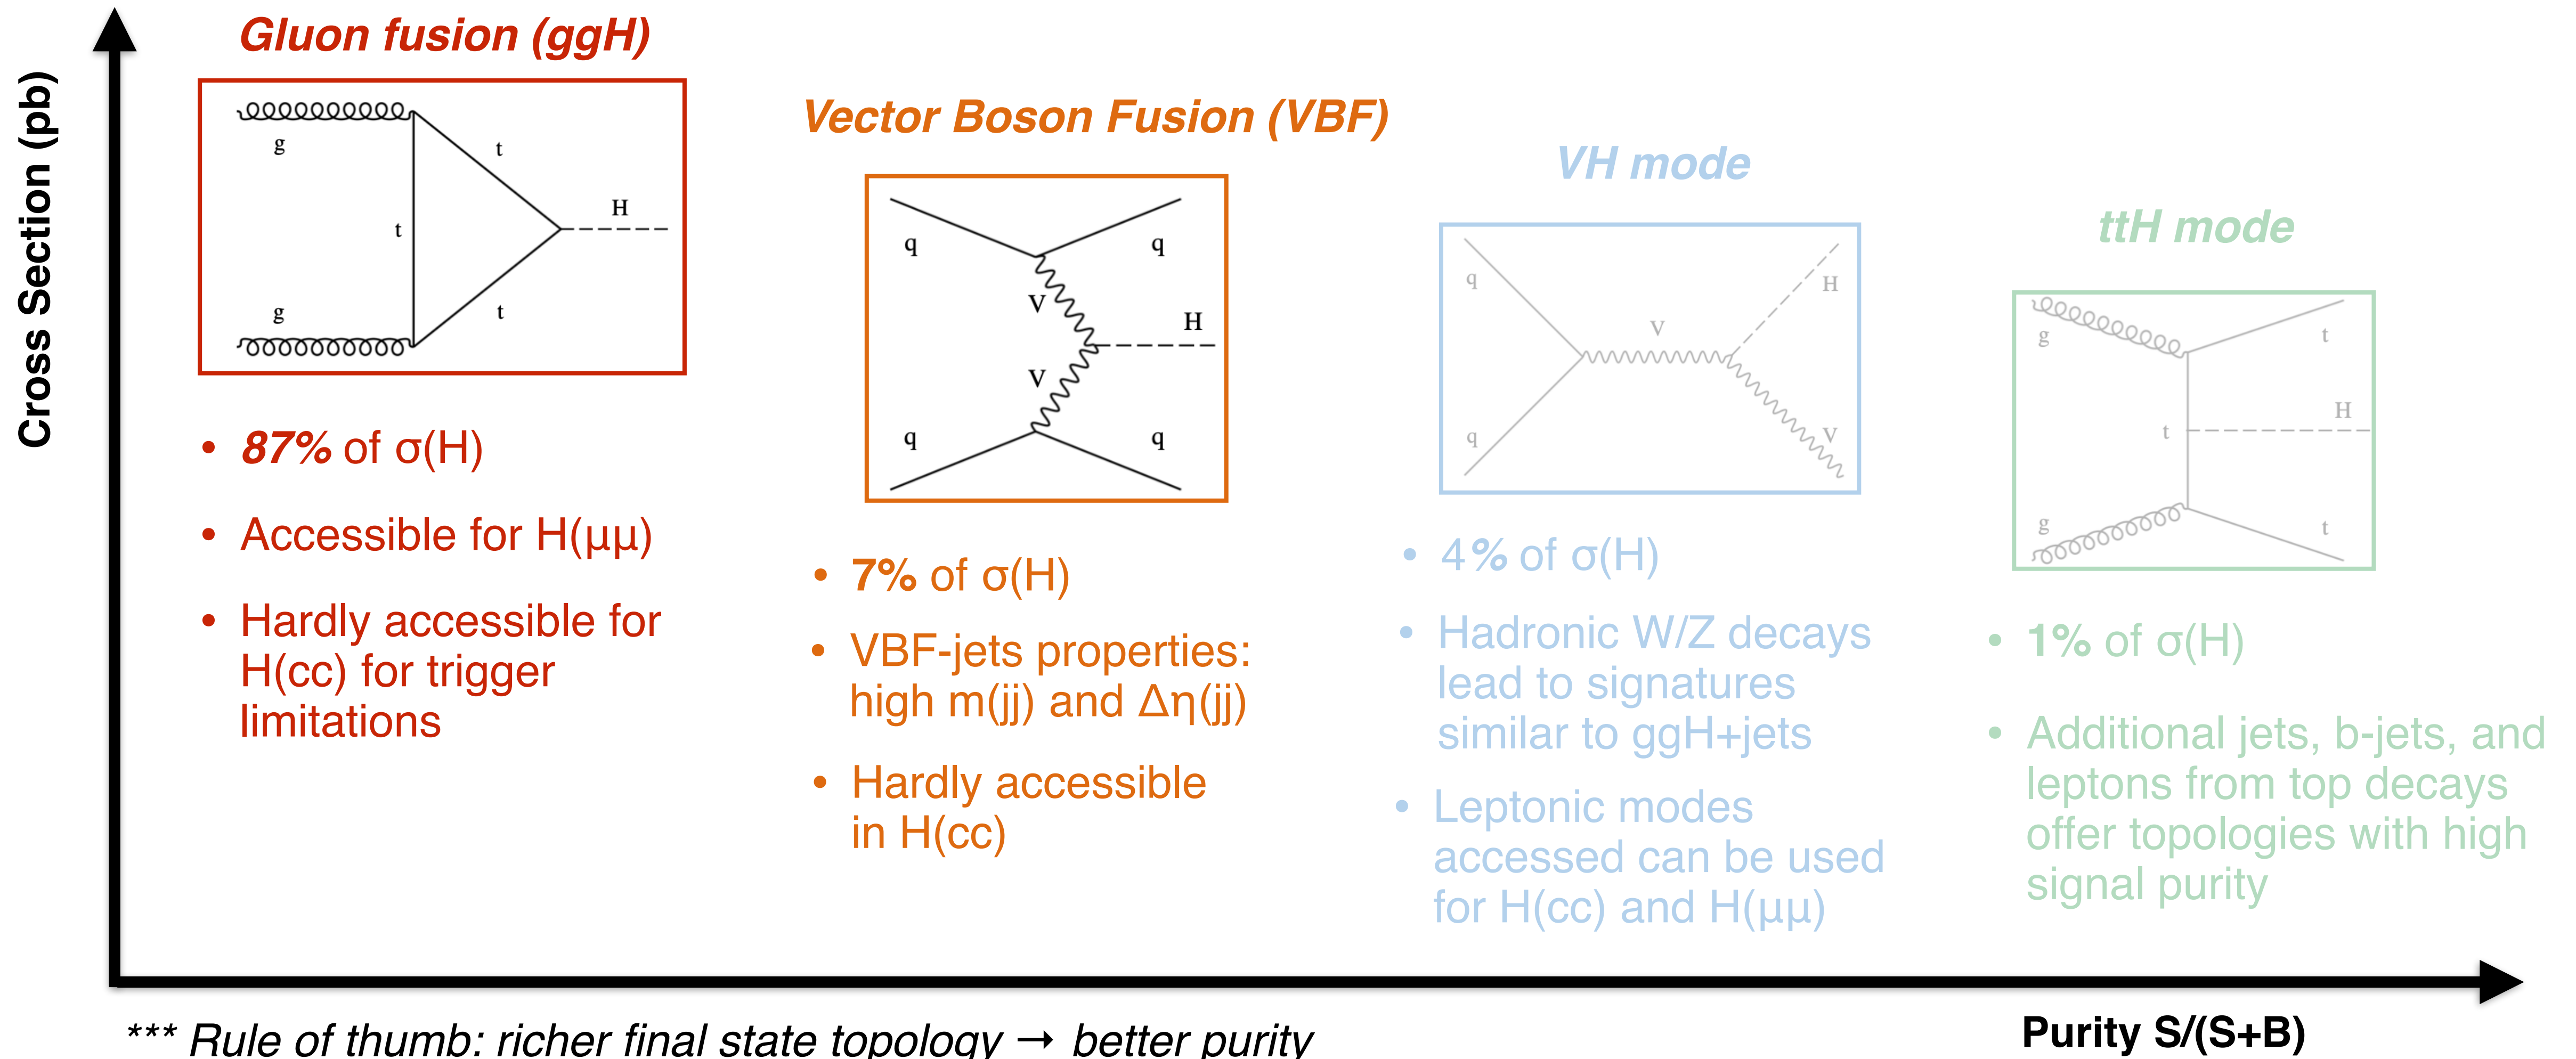 Cross Section (pb)
Gluon fusion (ggH)
g
t
t
H
g
t
• 87% of σ(H)
• Accessible for H(μμ)
• Hardly accessible for
H(cc) for trigger
limitations
Vector Boson Fusion (VBF)
q
q
V
H
V
q
q
• 7% of σ(H)
• VBF-jets properties:
high m(jj) and Δη(jj)
• Hardly accessible
in H(cc)
VH mode
q
H
V
q
V
• 4% of σ(H)
• Hadronic W/Z decays
lead to signatures
similar to ggH+jets
• Leptonic modes
accessed can be used
for H(cc) and H(μμ)
ttH mode
g
t
H
t
g
t
• 1% of σ(H)
• Additional jets, b-jets, and
leptons from top decays
offer topologies with high
signal purity
*** Rule of thumb: richer final state topology → better purity
Purity S/(S+B)